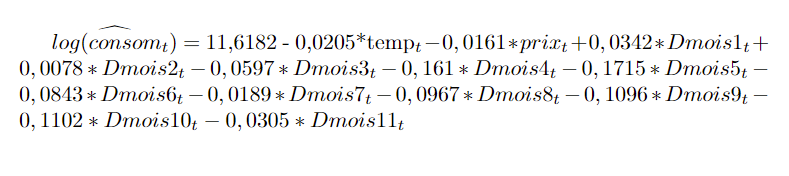 log(consom_t)^ = 11,6182 - 0,0205*temp_t−0,0161∗prix_t+0,0342∗Dmois1_t+
0,0078∗Dmois2_t−0,0597∗Dmois3_t−0,161∗Dmois4_t−0,1715∗Dmois5_t−
0,0843∗Dmois6_t−0,0189∗Dmois7_t−0,0967∗Dmois8_t−0,1096∗Dmois9_t−
0,1102∗Dmois10_t−0,0305∗Dmois11_t